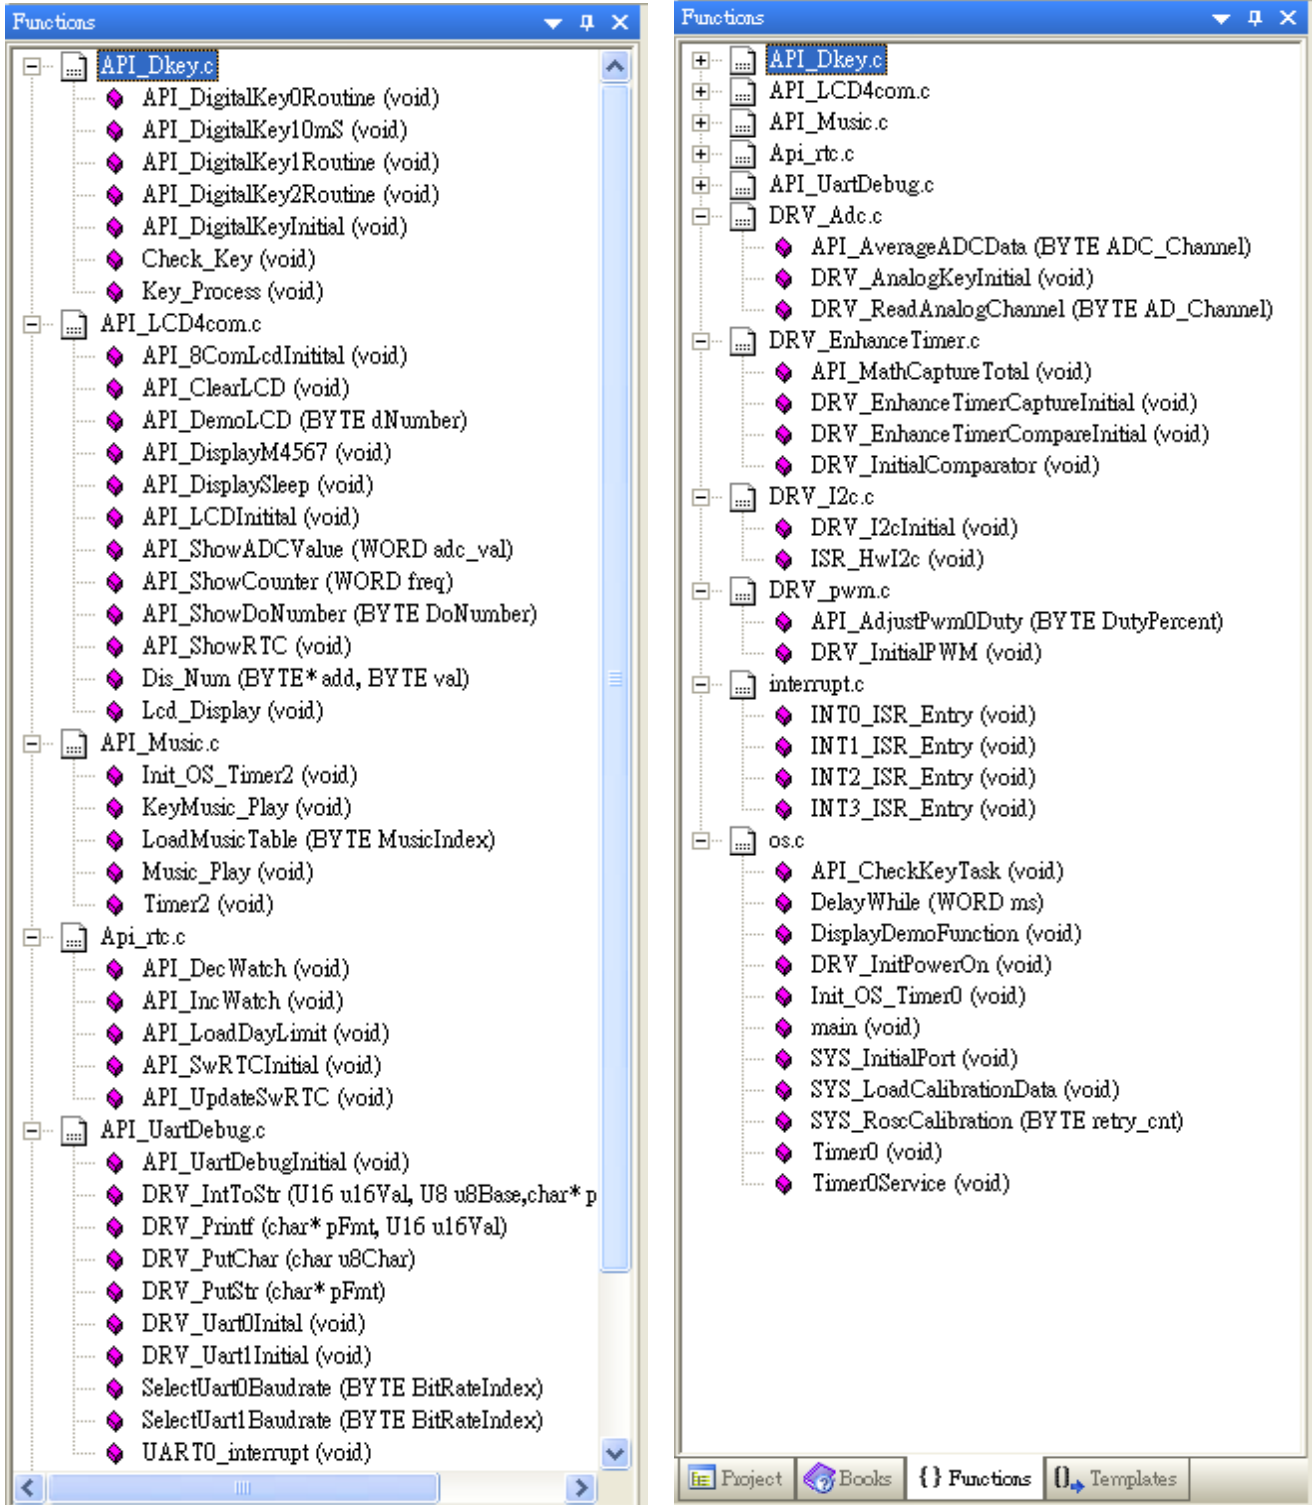 Functions
API_Dkey.c
API_DigitalKey0Routine (void)
API_DigitalKey10mS (void)
API_DigitalKey1Routine (void)
API_DigitalKey2Routine (void)
API_DigitalKeyInitial (void)
Check_Key (void)
Key_Process (void)
API_LCD4com.c
API_8ComLcdInitital (void)
API_ClearLCD (void)
API_DemoLCD (BYTE dNumber)
API_DisplayM4567 (void)
API_DisplaySleep (void)
API_LCDInitital (void)
API_ShowADCValue (WORD adc_val)
API_ShowCounter (WORD freq)
API_ShowDoNumber (BYTE DoNumber)
API_ShowRTC (void)
Dis_Num (BYTE* add, BYTE val)
Lcd_Display (void)
API_Music.c
Init_OS_Timer2 (void)
KeyMusic_Play (void)
LoadMusicTable (BYTE MusicIndex)
Music_Play (void)
Timer2 (void)
Api_rtc.c
API_DecWatch (void)
API_IncWatch (void)
API_LoadDayLimit (void)
API_SwRTCInitial (void)
API_UpdateSwRTC (void)
API_UartDebug.c
API_UartDebugInitial (void)
DRV_IntToStr (U16 u16Val, U8 u8Base,char* p
DRV_Printf (char* pFmt, U16 u16Val)
DRV_PutChar (char u8Char)
DRV_PutStr (char* pFmt)
DRV_Uart0Inital (void)
DRV_Uart1Initial (void)
SelectUart0Baudrate (BYTE BitRateIndex)
SelectUart1Baudrate (BYTE BitRateIndex)
UART0_interrupt (void)
Functions
API_Dkey.c
API_LCD4com.c
API_Music.c
Api_rtc.c
API_UartDebug.c
DRV_Adc.c
API_AverageADCData (BYTE ADC_Channel)
DRV_AnalogKeyInitial (void)
DRV_ReadAnalogChannel (BYTE AD_Channel)
DRV_EnhanceTimer.c
API_MathCaptureTotal (void)
DRV_EnhanceTimerCaptureInitial (void)
DRV_EnhanceTimerCompareInitial (void)
DRV_InitialComparator (void)
DRV_I2c.c
DRV_I2cInitial (void)
ISR_HwI2c (void)
DRV_pwm.c
API_AdjustPwm0Duty (BYTE DutyPercent)
DRV_InitialPWM (void)
interrupt.c
INT0_ISR_Entry (void)
INT1_ISR_Entry (void)
INT2_ISR_Entry (void)
INT3_ISR_Entry (void)
os.c
API_CheckKeyTask (void)
DelayWhile (WORD ms)
DisplayDemoFunction (void)
DRV_InitPowerOn (void)
Init_OS_Timer0 (void)
main (void)
SYS_InitialPort (void)
SYS_LoadCalibrationData (void)
SYS_RoscCalibration (BYTE retry_cnt)
Timer0 (void)
Timer0Service (void)
Project Books {} Functions Templates